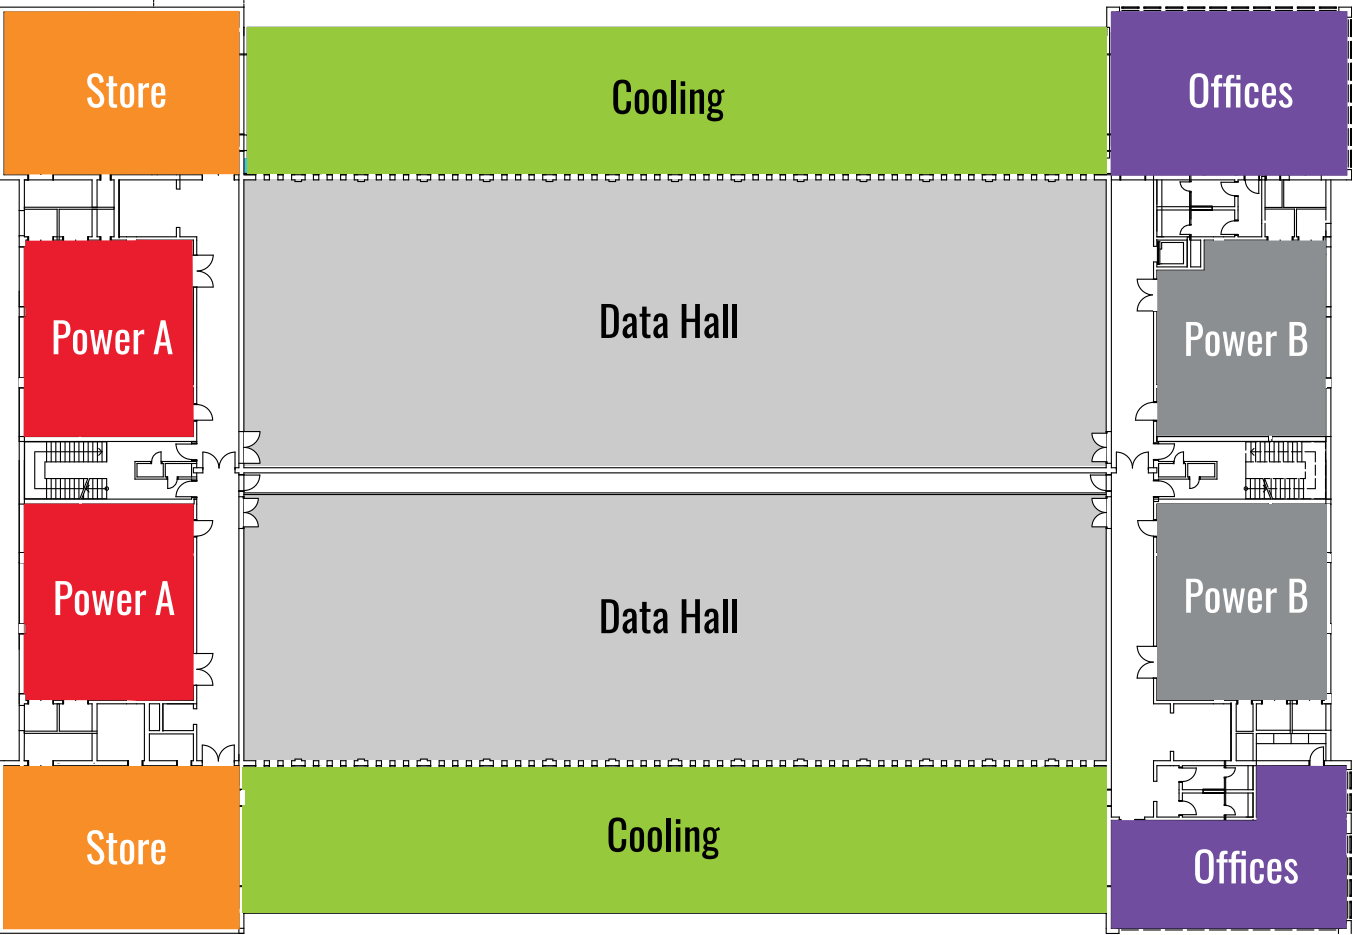 Store
Cooling
Offices
Data Hall
Power A
Power B
Power A
Data Hall
Power B
Store
Cooling
Offices